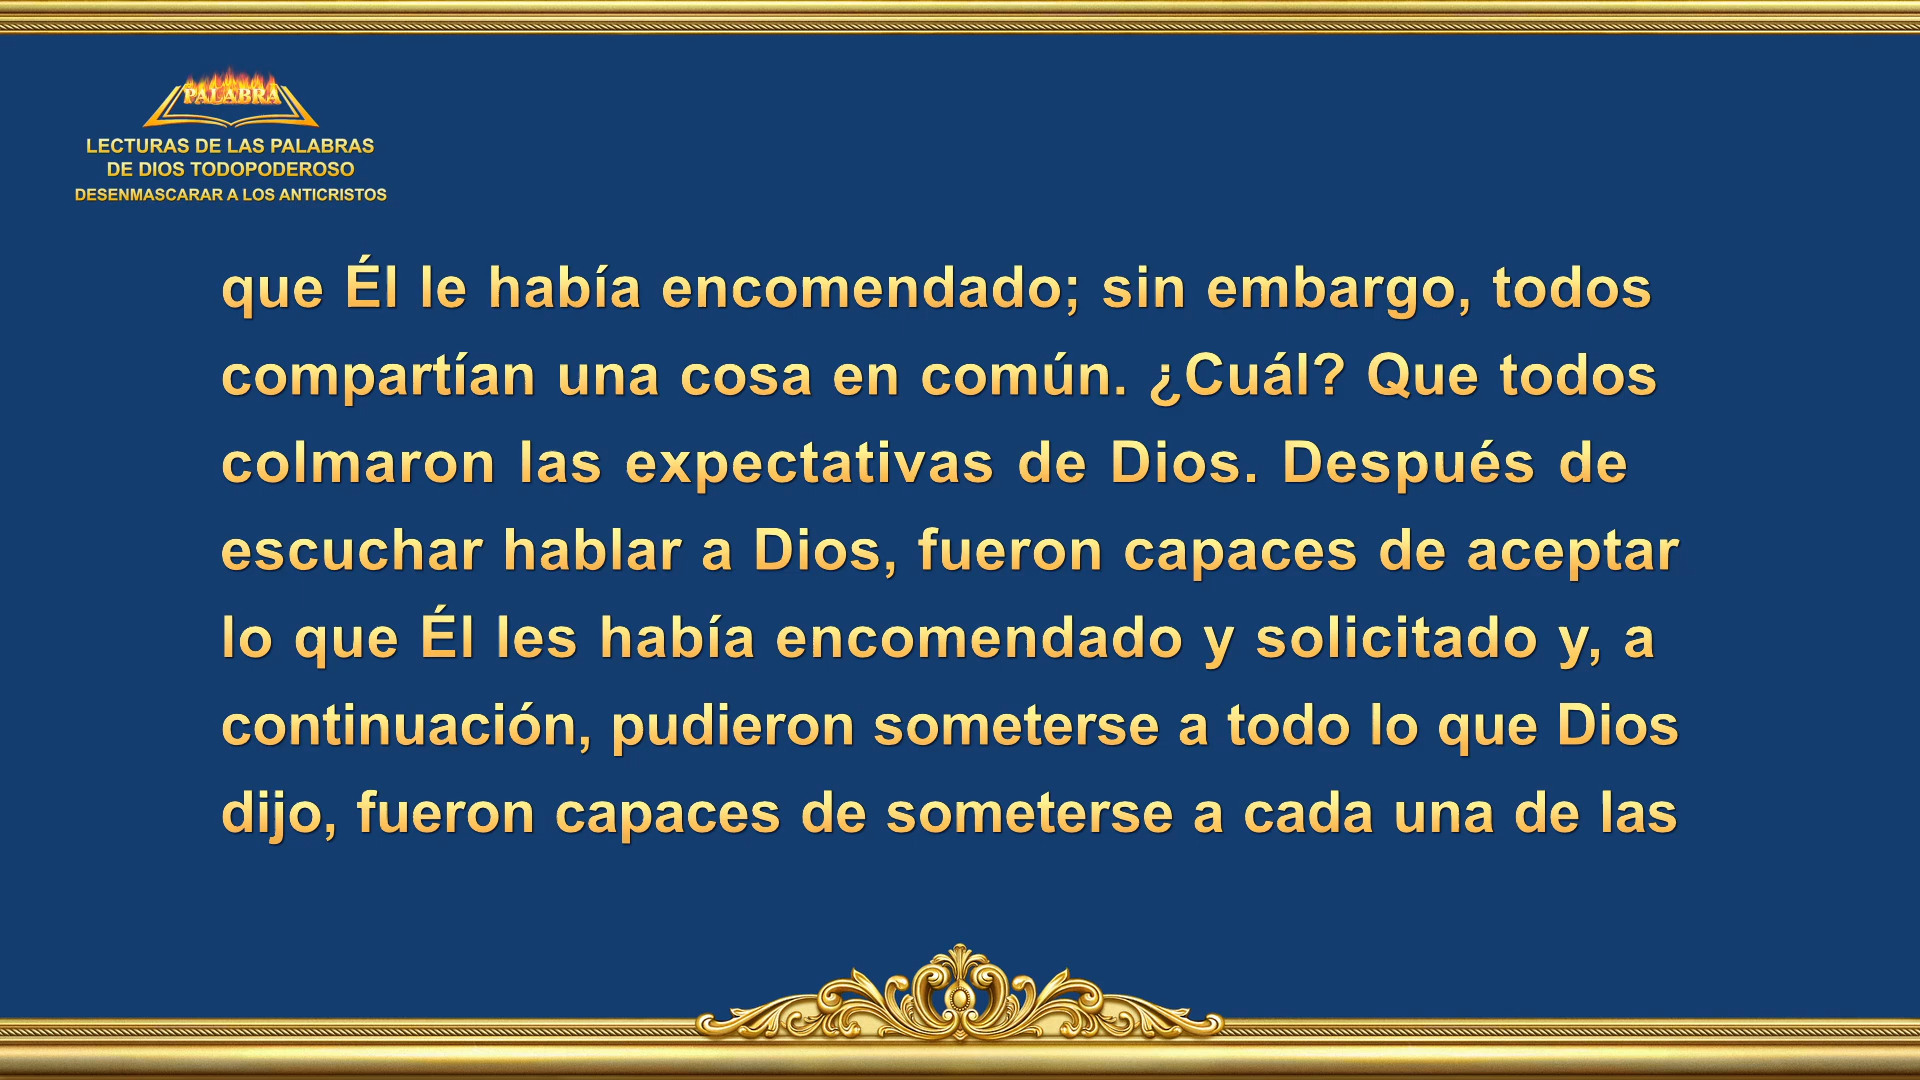 PALABRA
LECTURAS DE LAS PALABRAS
DE DIOS TODOPODEROSO
DESENMASCARAR A LOS ANTICRISTOS
que Él le había encomendado; sin embargo, todos
compartían una cosa en común. ¿Cuál? Que todos
colmaron las expectativas de Dios. Después de
escuchar hablar a Dios, fueron capaces de aceptar
lo que Él les había encomendado y solicitado y, a
continuación, pudieron someterse a todo lo que Dios
dijo, fueron capaces de someterse a cada una de las